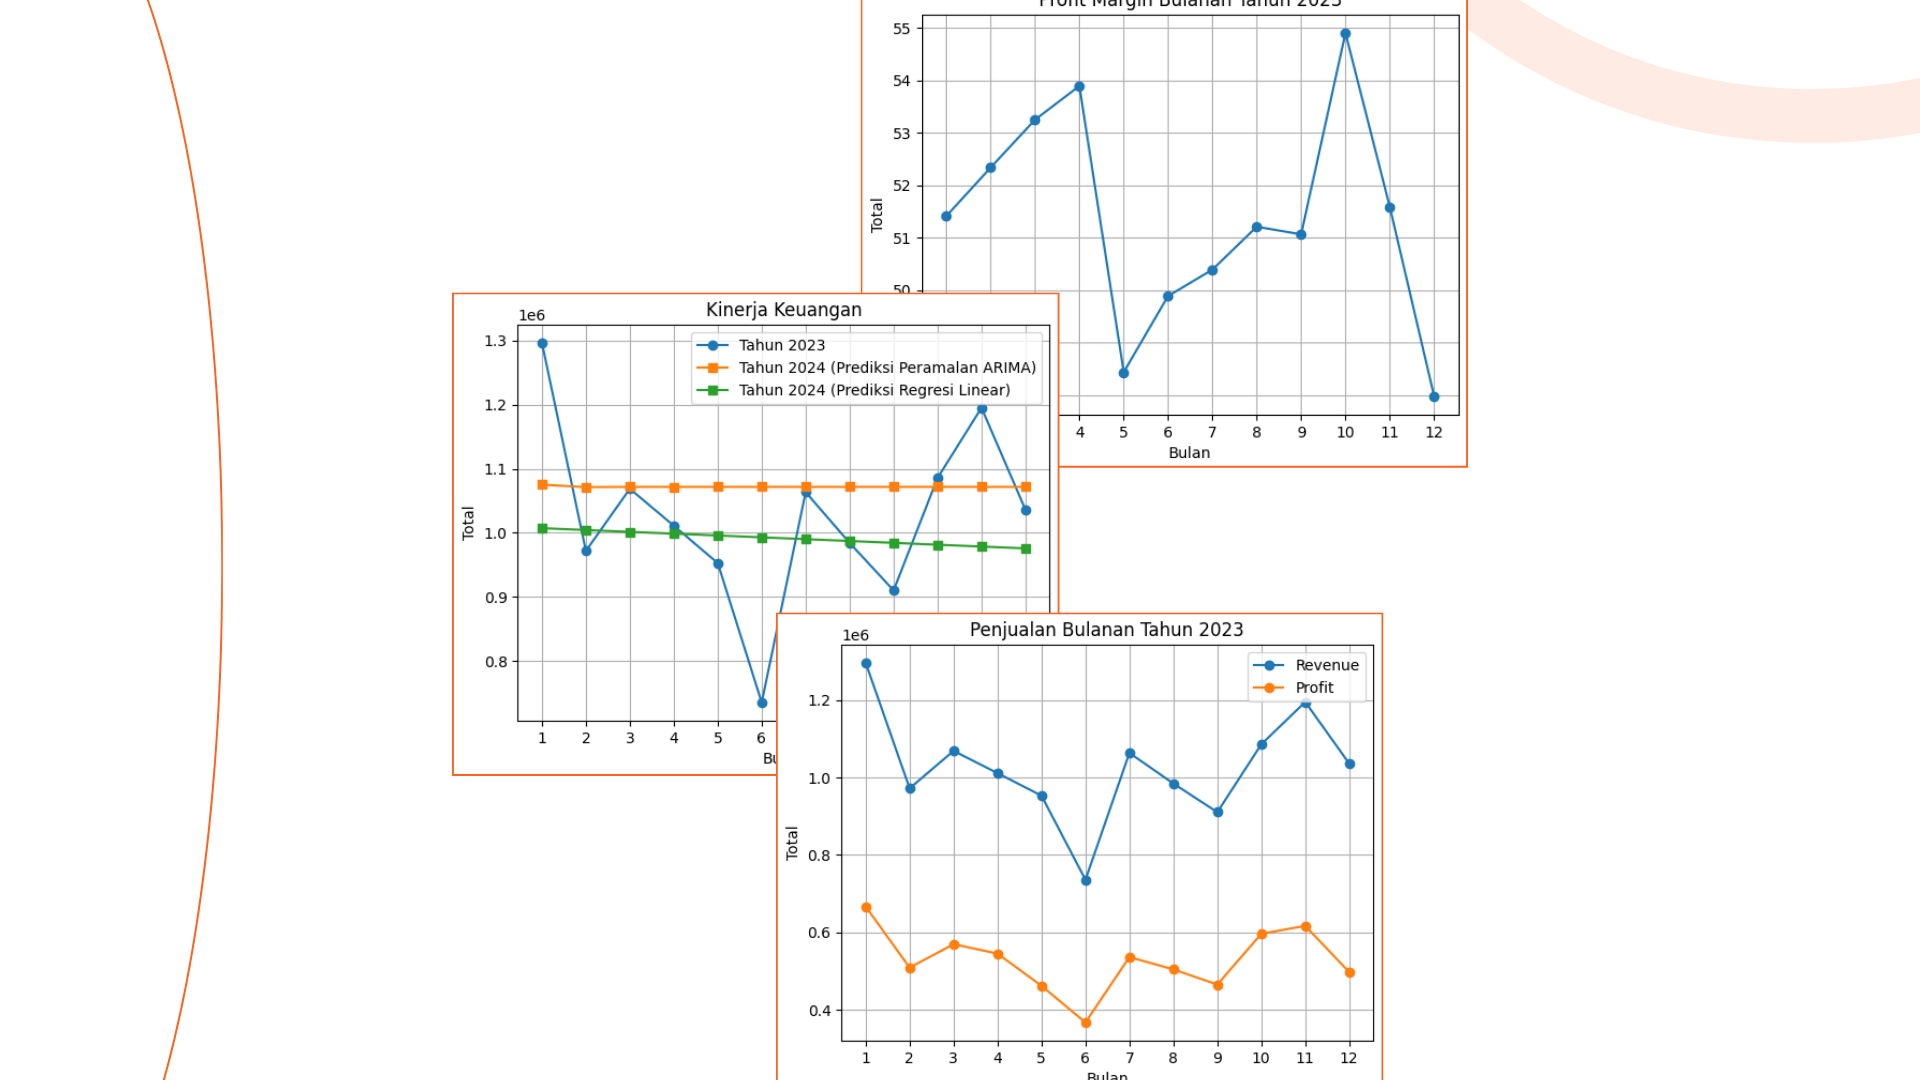 Profit Margin Bulanan Tahun 2023
55
54
53
52
51
50
Total
4 5 6 7 8 9 10 11 12
Bulan
Kinerja Keuangan
1e6
Tahun 2023
Tahun 2024 (Prediksi Peramalan ARIMA)
Tahun 2024 (Prediksi Regresi Linear)
1.3
1.2
1.1
1.0
0.9
0.8
Total
1 2 3 4 5 6
Bu
Penjualan Bulanan Tahun 2023
1e6
Revenue
Profit
1.2
1.0
0.8
0.6
0.4
Total
1 2 3 4 5 6 7 8 9 10 11 12
Bulan